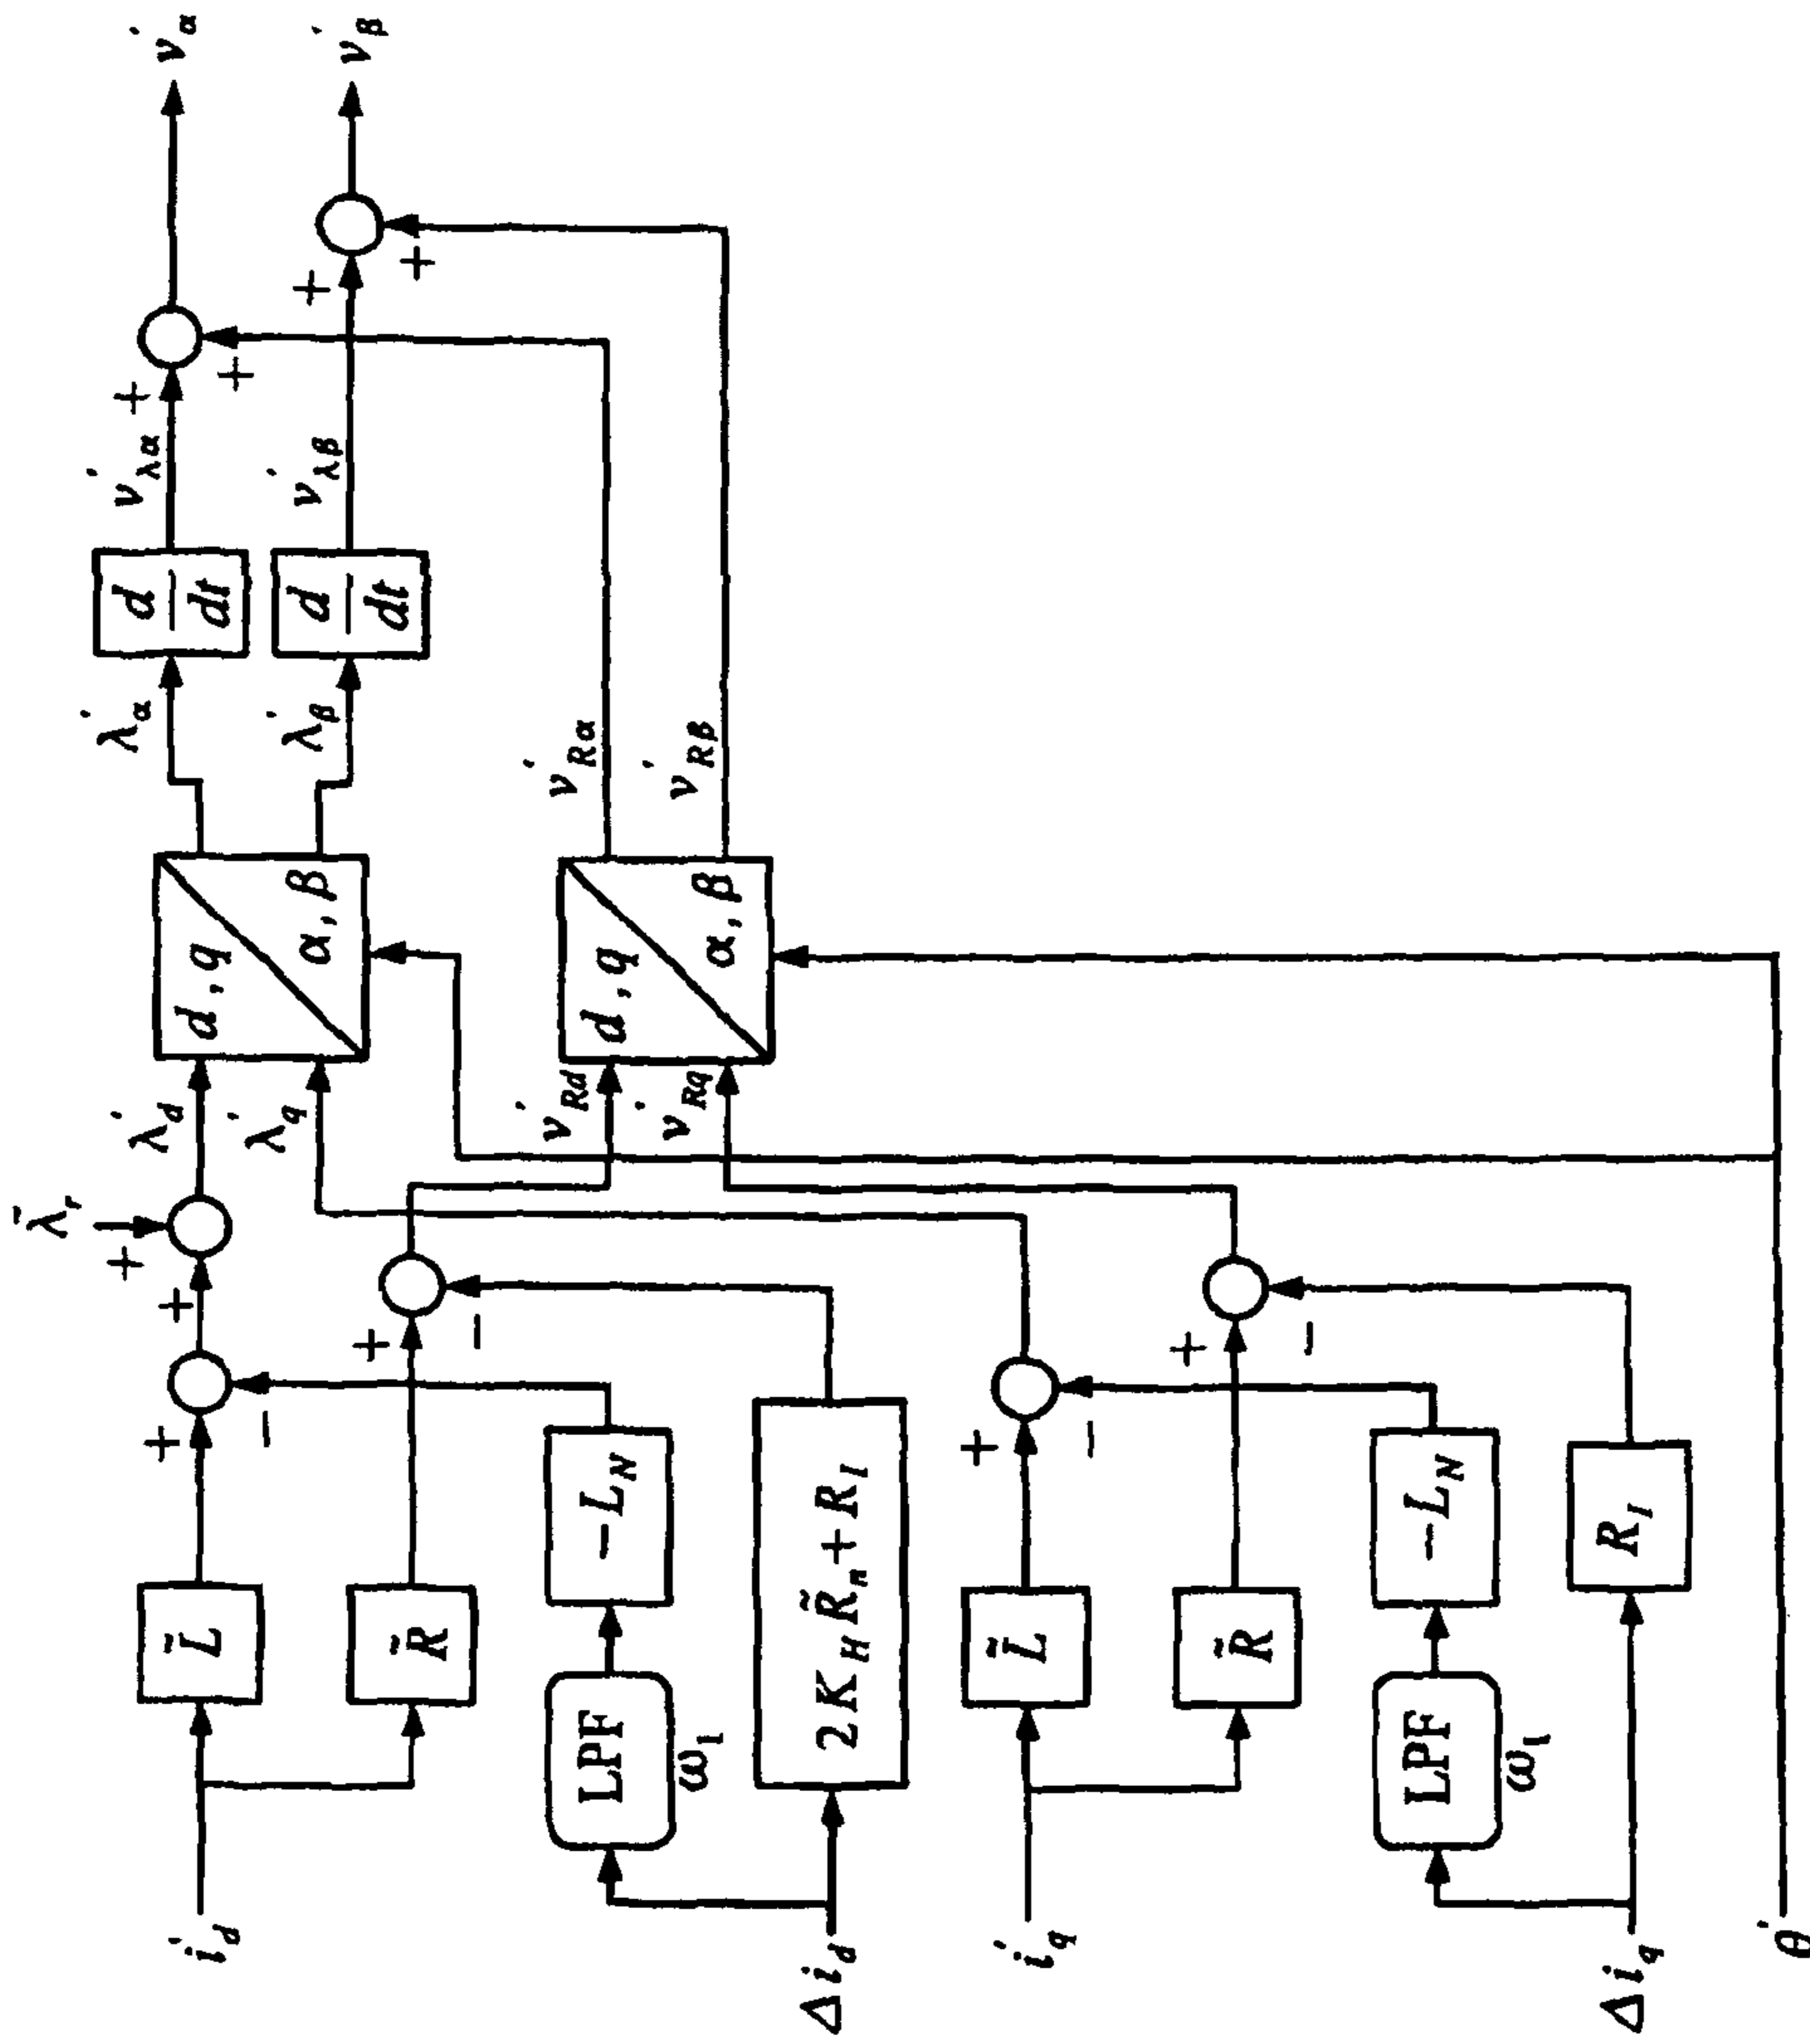 i'd
Δid
i'q
Δiq
θ'
L̃
R̃
LPF
ω1
-LN
2KHR̃n+RI
L̃
R̃
LPF
ω1
-LN
RI
+
-
+
-
+
-
+
-
+
+
λ̃r
λ'd
λ'q
v'Rd
v'Rq
d,q
α,β
d,q
α,β
λ'α
λ'β
v'Rα
v'Rβ
d
dt
d
dt
v'λα
v'λβ
+
+
+
+
v'α
v'β